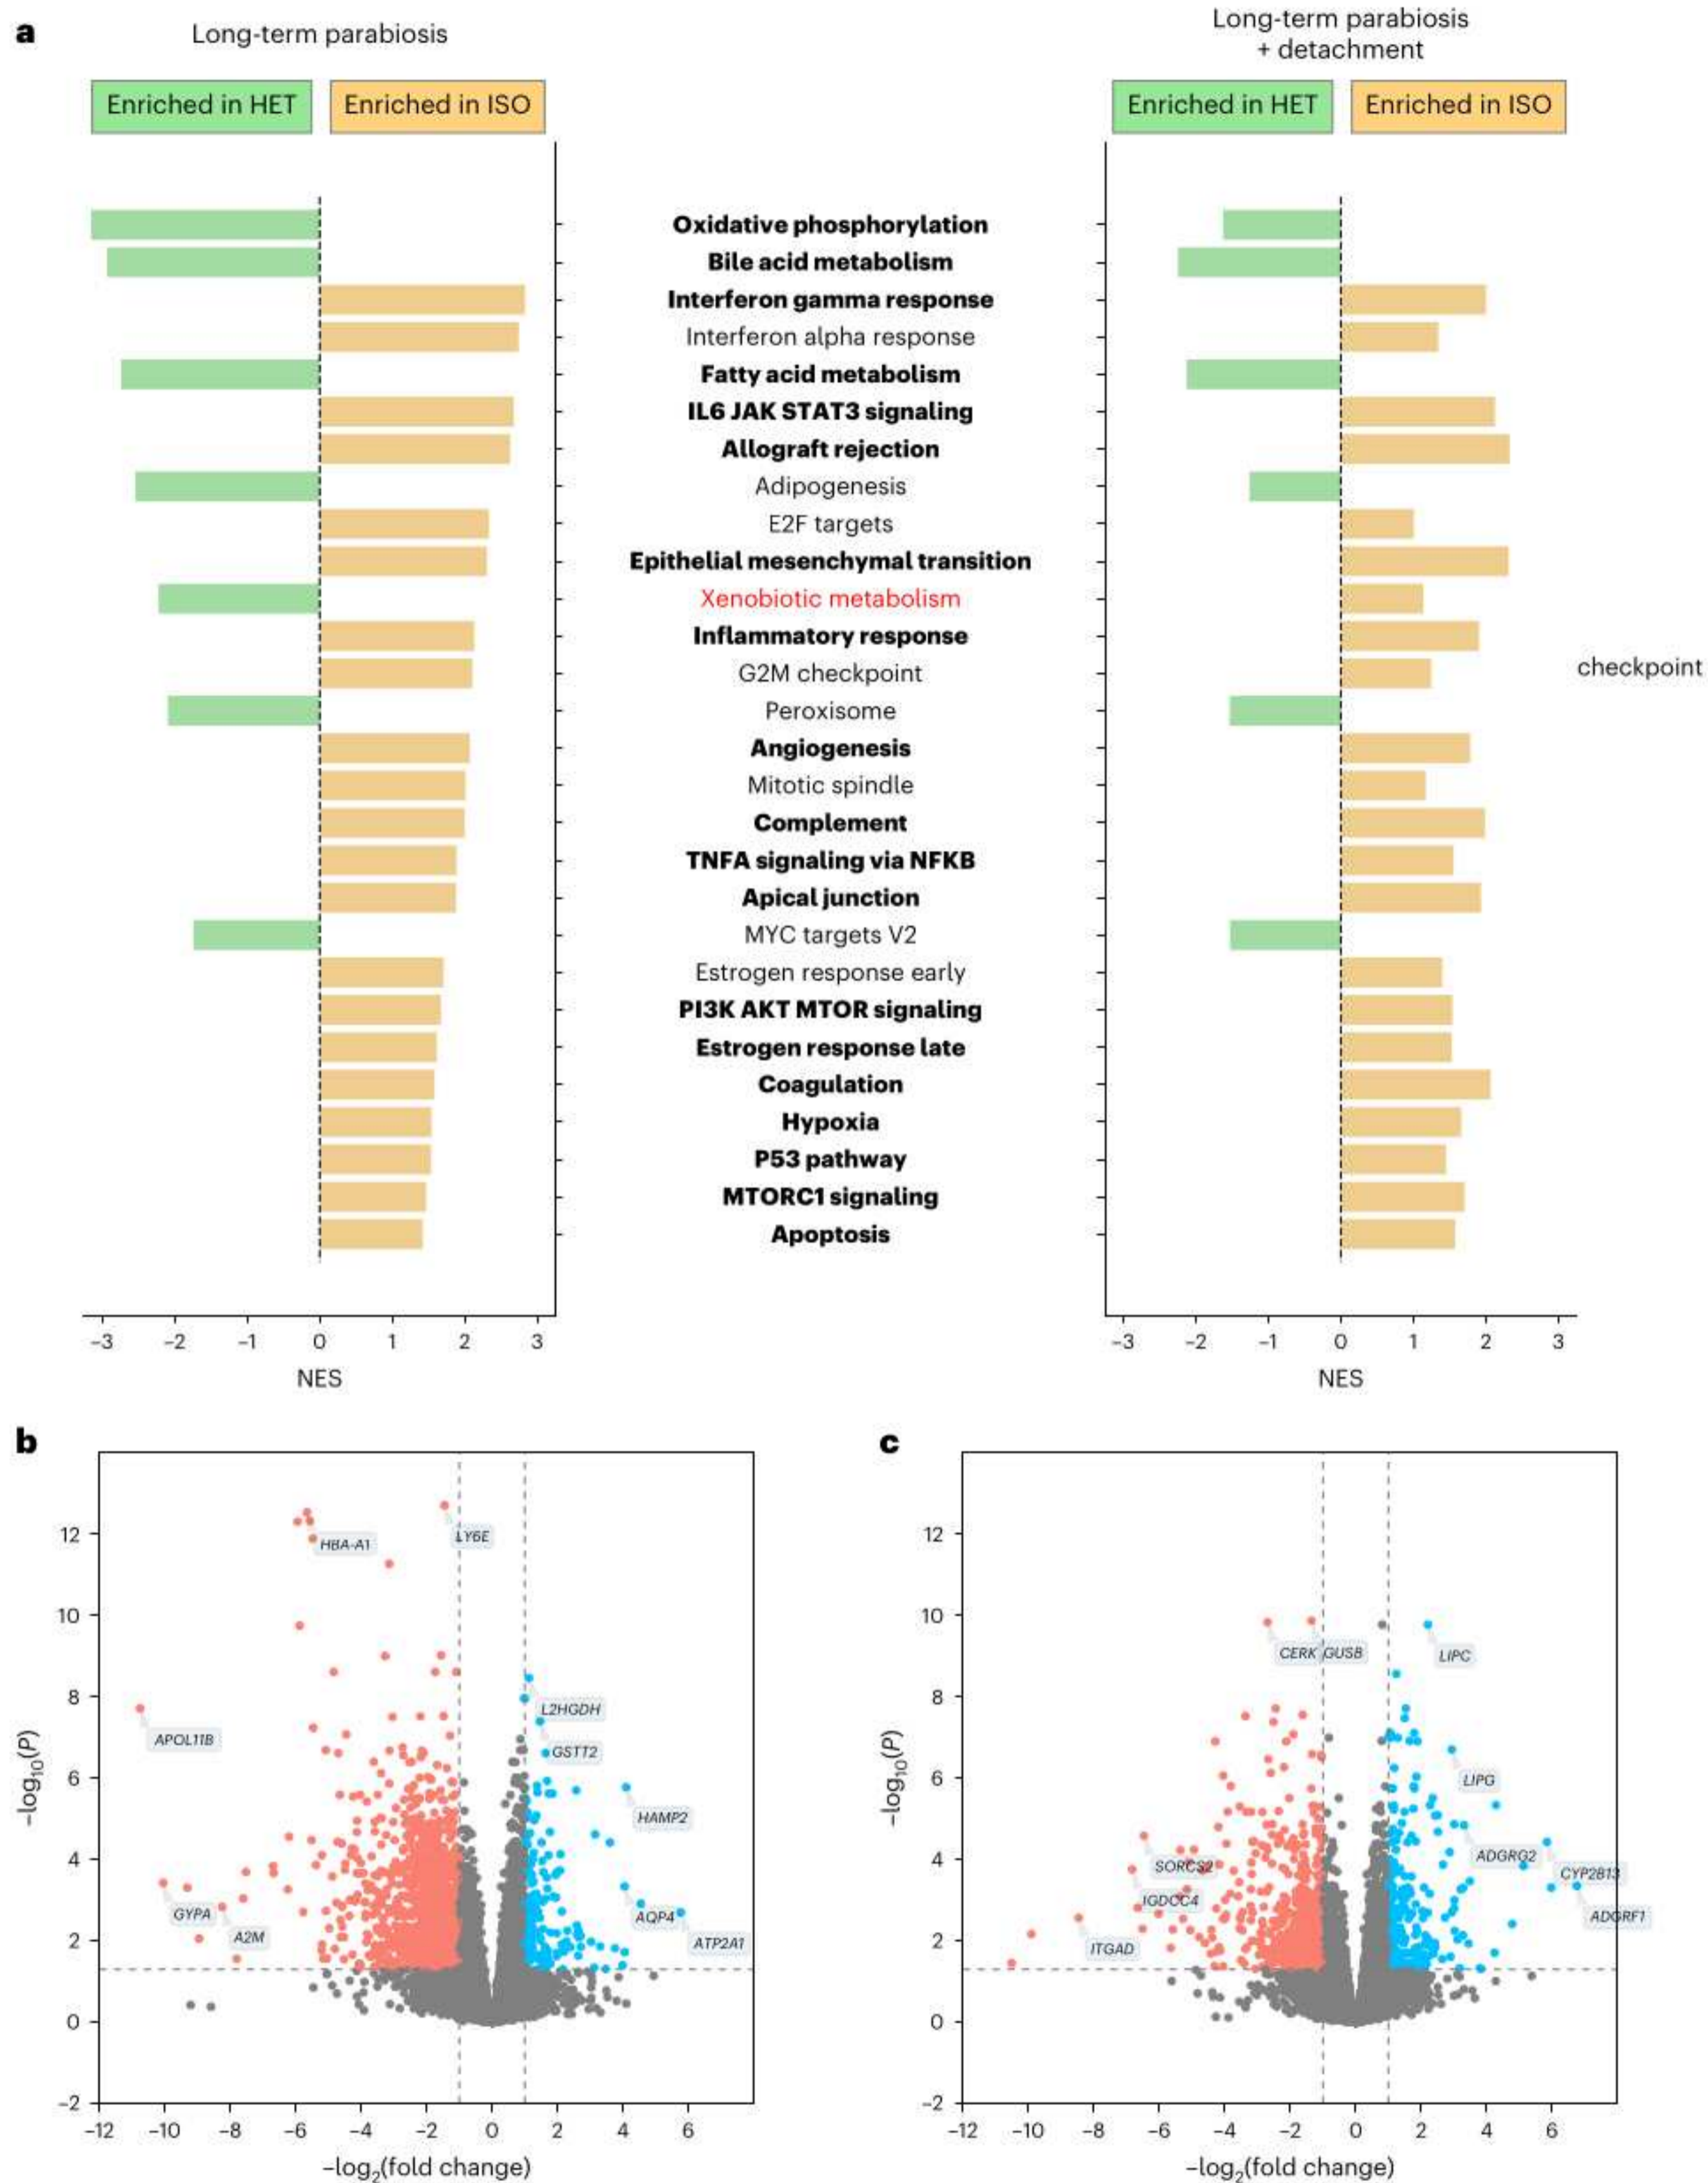 a
Long-term parabiosis
Long-term parabiosis
+ detachment
Enriched in HET
Enriched in ISO
Enriched in HET
Enriched in ISO
Oxidative phosphorylation
Bile acid metabolism
Interferon gamma response
Interferon alpha response
Fatty acid metabolism
IL6 JAK STAT3 signaling
Allograft rejection
Adipogenesis
E2F targets
Epithelial mesenchymal transition
Xenobiotic metabolism
Inflammatory response
G2M checkpoint
checkpoint
Peroxisome
Angiogenesis
Mitotic spindle
Complement
TNFA signaling via NFKB
Apical junction
MYC targets V2
Estrogen response early
PI3K AKT MTOR signaling
Estrogen response late
Coagulation
Hypoxia
P53 pathway
MTORC1 signaling
Apoptosis
–3 –2 –1 0 1 2 3
NES
–3 –2 –1 0 1 2 3
NES
b
12
10
8
6
4
2
0
–2
–log10(P)
HBA-A1
LY6E
APOL11B
L2HGDH
GSTT2
HAMP2
GYPA
A2M
AQP4
ATP2A1
–12 –10 –8 –6 –4 –2 0 2 4 6
–log2(fold change)
c
12
10
8
6
4
2
0
–2
–log10(P)
CERK
GUSB
LIPC
LIPG
SORCS2
ADGRG2
CYP2B13
IGDCC4
ADGRF1
ITGAD
–12 –10 –8 –6 –4 –2 0 2 4 6
–log2(fold change)